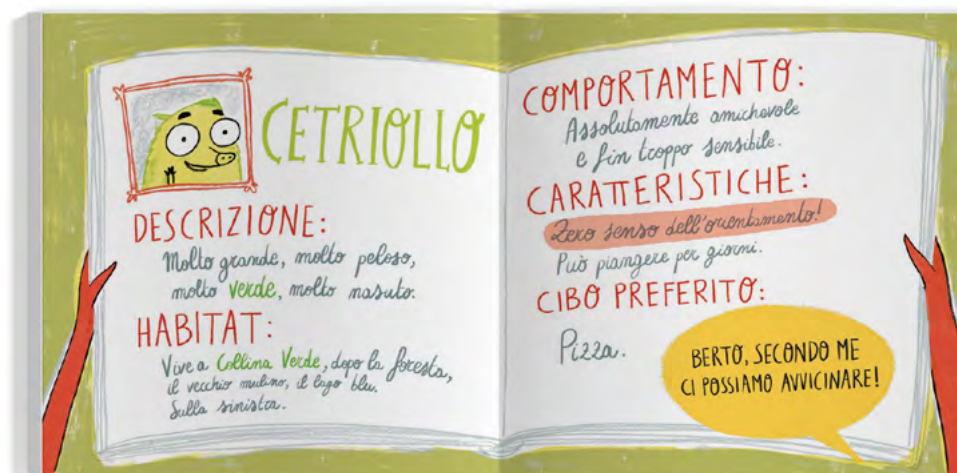 CETRIOLLO
DESCRIZIONE:
Molto grande, molto peloso,
molto verde, molto nasuto.
HABITAT:
Vive a Collina Verde, dopo la foresta,
il vecchio mulino, il lago blu.
Sulla sinistra.
COMPORTAMENTO:
Assolutamente amichevole
e fin troppo sensibile.
CARATTERISTICHE:
Zero senso dell'orientamento!
Può piangere per giorni.
CIBO PREFERITO:
Pizza.
BERTO, SECONDO ME
CI POSSIAMO AVVICINARE!